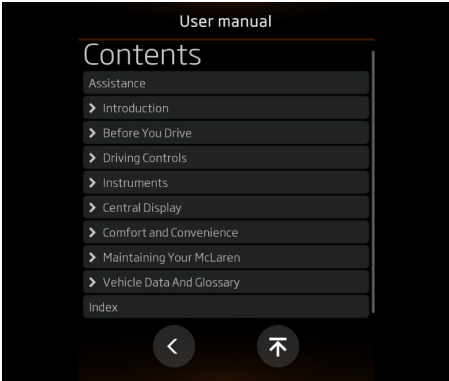 User manual
Contents
Assistance
Introduction
Before You Drive
Driving Controls
Instruments
Central Display
Comfort and Convenience
Maintaining Your McLaren
Vehicle Data And Glossary
Index